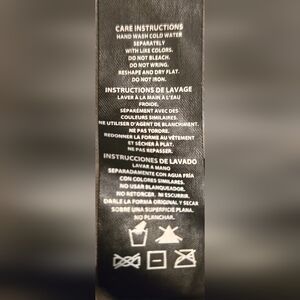 CARE INSTRUCTIONS
HAND WASH COLD WATER
SEPARATELY
WITH LIKE COLORS.
DO NOT BLEACH.
DO NOT WRING.
RESHAPE AND DRY FLAT.
DO NOT IRON.
INSTRUCTIONS DE LAVAGE
LAVER À LA MAIN À L'EAU
FROIDE.
SÉPARÉMENT AVEC DES
COULEURS SIMILAIRES.
NE UTILISER D'AGENT DE BLANCHIMENT.
NE PAS TORDRE.
REDONNER LA FORME AU VÊTEMENT
ET SÉCHER À PLAT.
NE PAS REPASSER.
INSTRUCCIONES DE LAVADO
LAVAR A MANO
SEPARADAMENTE CON AGUA FRÍA
CON COLORES SIMILARES.
NO USAR BLANQUEADOR.
NO RETORCER. NI ESCURRIR.
DARLE LA FORMA ORIGINAL Y SECAR
SOBRE UNA SUPERFICIE PLANA.
NO PLANCHAR.